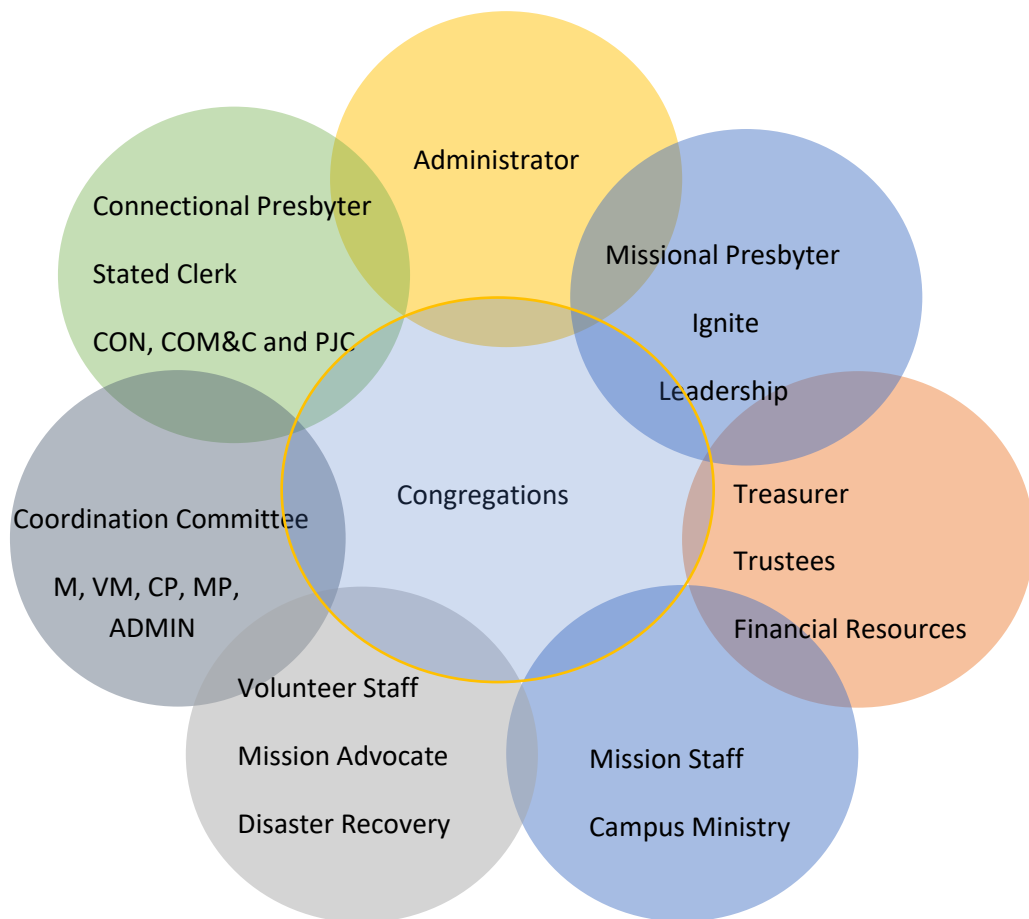 Administrator
Connectional Presbyter
Stated Clerk
CON, COM&C and PJC
Missional Presbyter
Ignite
Leadership
Congregations
Treasurer
Trustees
Financial Resources
Coordination Committee
M, VM, CP, MP,
ADMIN
Volunteer Staff
Mission Advocate
Disaster Recovery
Mission Staff
Campus Ministry